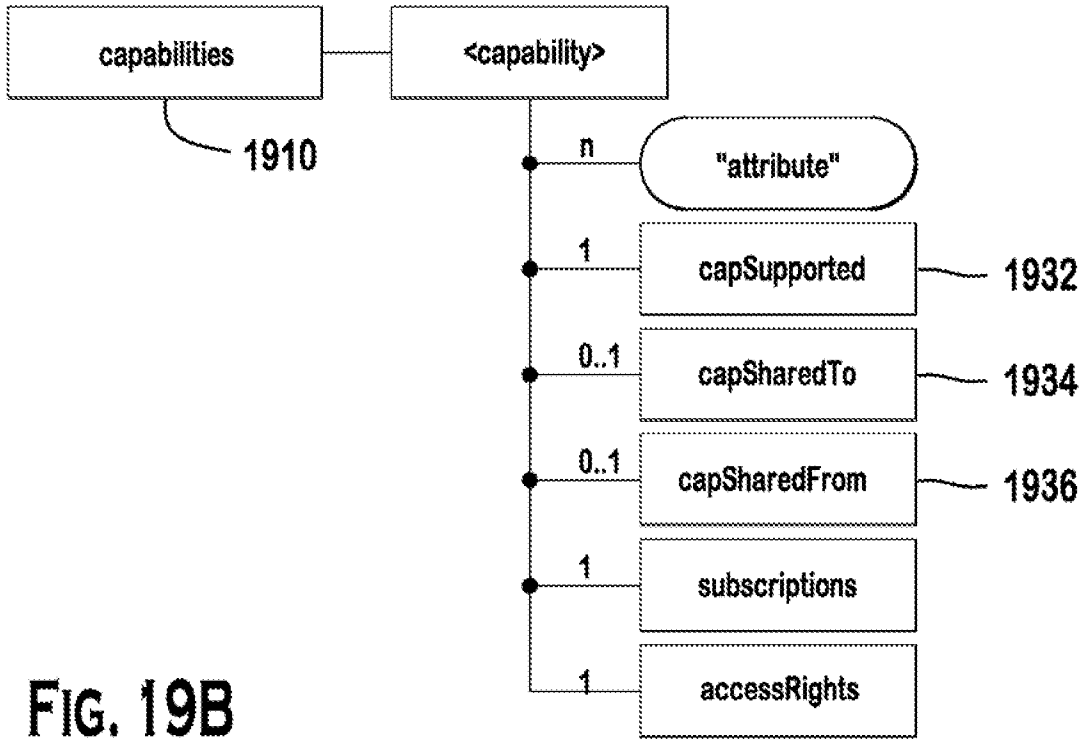 capabilities
<capability>
1910
n
"attribute"
1
capSupported
1932
0..1
capSharedTo
1934
0..1
capSharedFrom
1936
1
subscriptions
1
accessRights
FIG. 19B